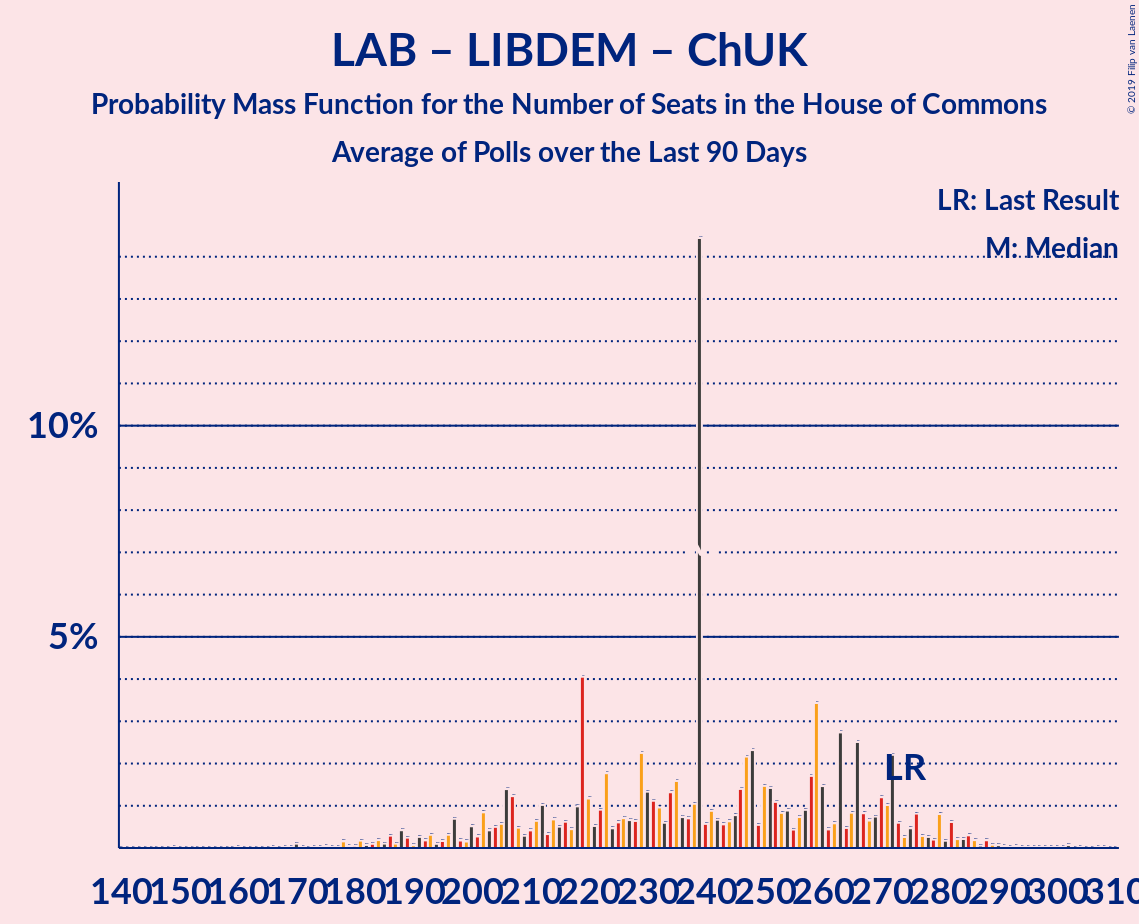 LAB – LIBDEM – ChUK
Probability Mass Function for the Number of Seats in the House of Commons
Average of Polls over the Last 90 Days
© 2019 Filip van Laenen
LR: Last Result
M: Median
10%
5%
LR
140 150 160 170 180 190 200 210 220 230 240 250 260 270 280 290 300 310